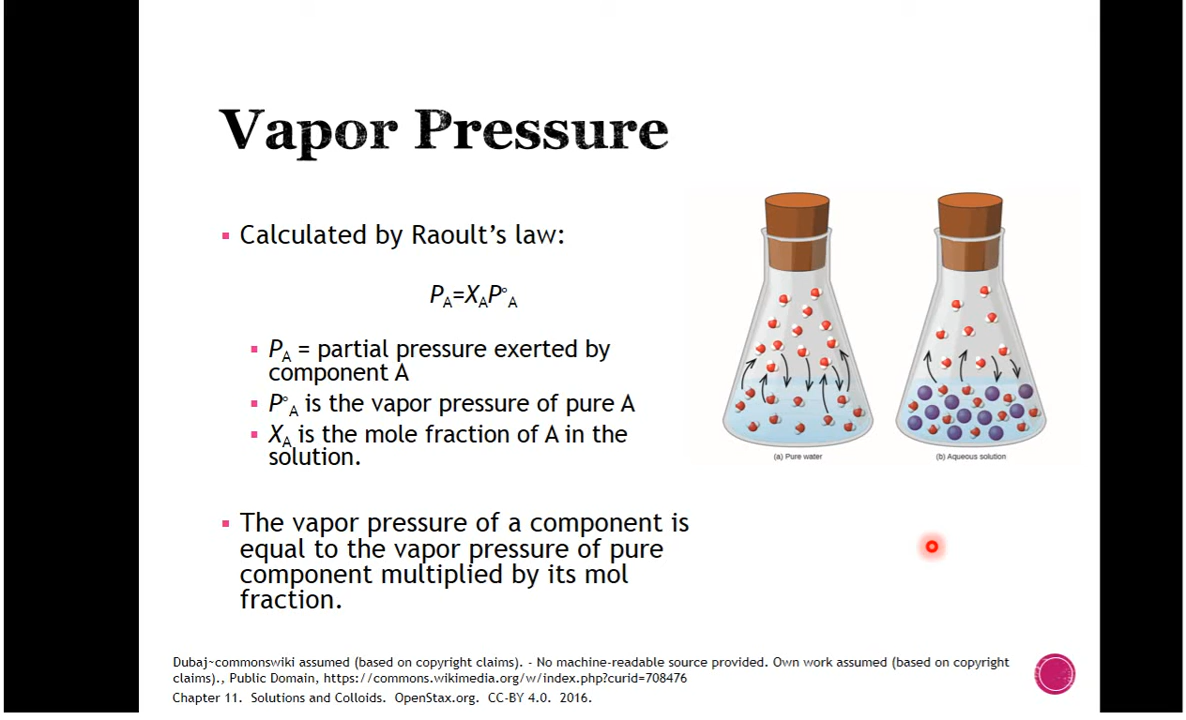 Vapor Pressure
Calculated by Raoult's law:
P_A=X_AP°_A
P_A = partial pressure exerted by
component A
P°_A is the vapor pressure of pure A
X_A is the mole fraction of A in the
solution.
The vapor pressure of a component is
equal to the vapor pressure of pure
component multiplied by its mol
fraction.
(a) Pure water
(b) Aqueous solution
Dubaj~commonswiki assumed (based on copyright claims). - No machine-readable source provided. Own work assumed (based on copyright
claims)., Public Domain, https://commons.wikimedia.org/w/index.php?curid=708476
Chapter 11. Solutions and Colloids. OpenStax.org. CC-BY 4.0. 2016.